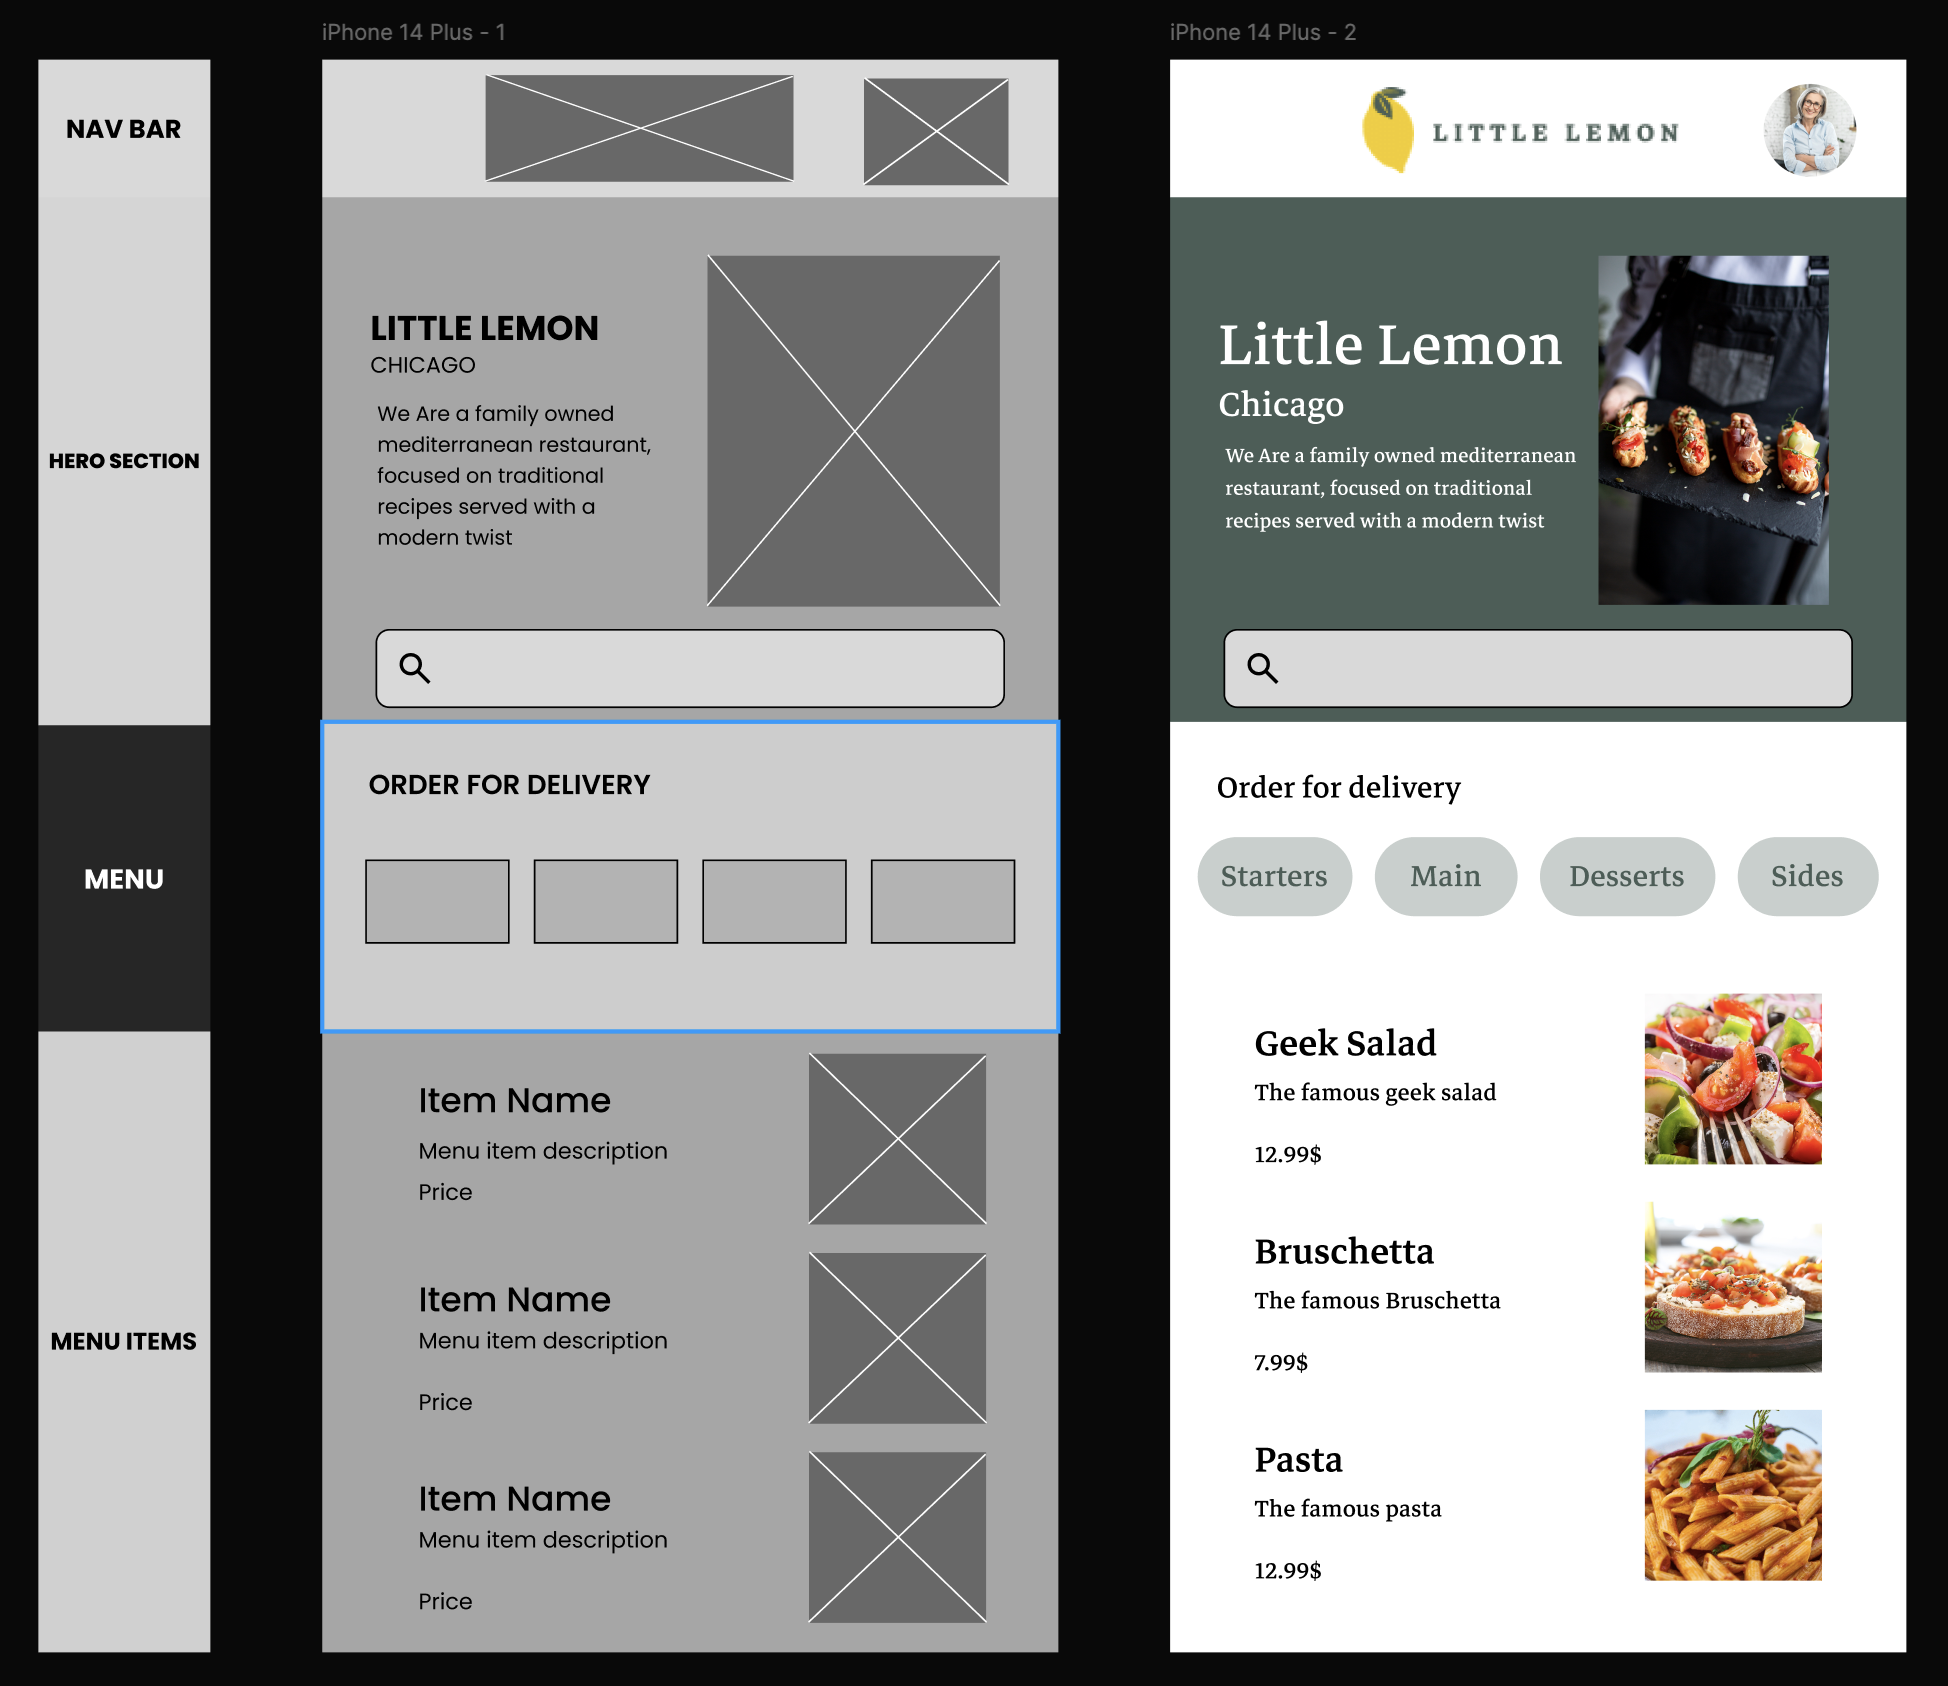 iPhone 14 Plus - 1
iPhone 14 Plus - 2
NAV BAR
HERO SECTION
MENU
MENU ITEMS
LITTLE LEMON
CHICAGO
We Are a family owned
mediterranean restaurant,
focused on traditional
recipes served with a
modern twist
ORDER FOR DELIVERY
Item Name
Menu item description
Price
Item Name
Menu item description
Price
Item Name
Menu item description
Price
LITTLE LEMON
Little Lemon
Chicago
We Are a family owned mediterranean
restaurant, focused on traditional
recipes served with a modern twist
Order for delivery
Starters
Main
Desserts
Sides
Geek Salad
The famous geek salad
12.99$
Bruschetta
The famous Bruschetta
7.99$
Pasta
The famous pasta
12.99$